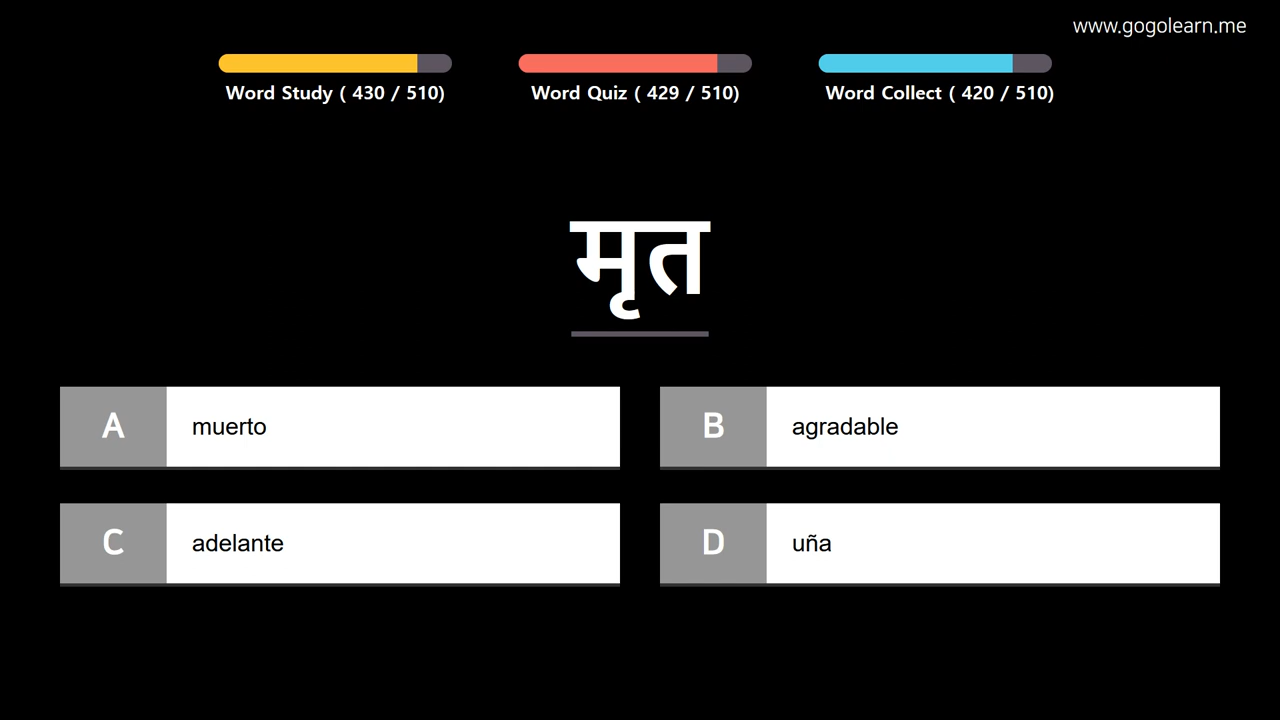 www.gogolearn.me
Word Study ( 430 / 510)
Word Quiz ( 429 / 510)
Word Collect ( 420 / 510)
मृत
A muerto
B agradable
C adelante
D uña